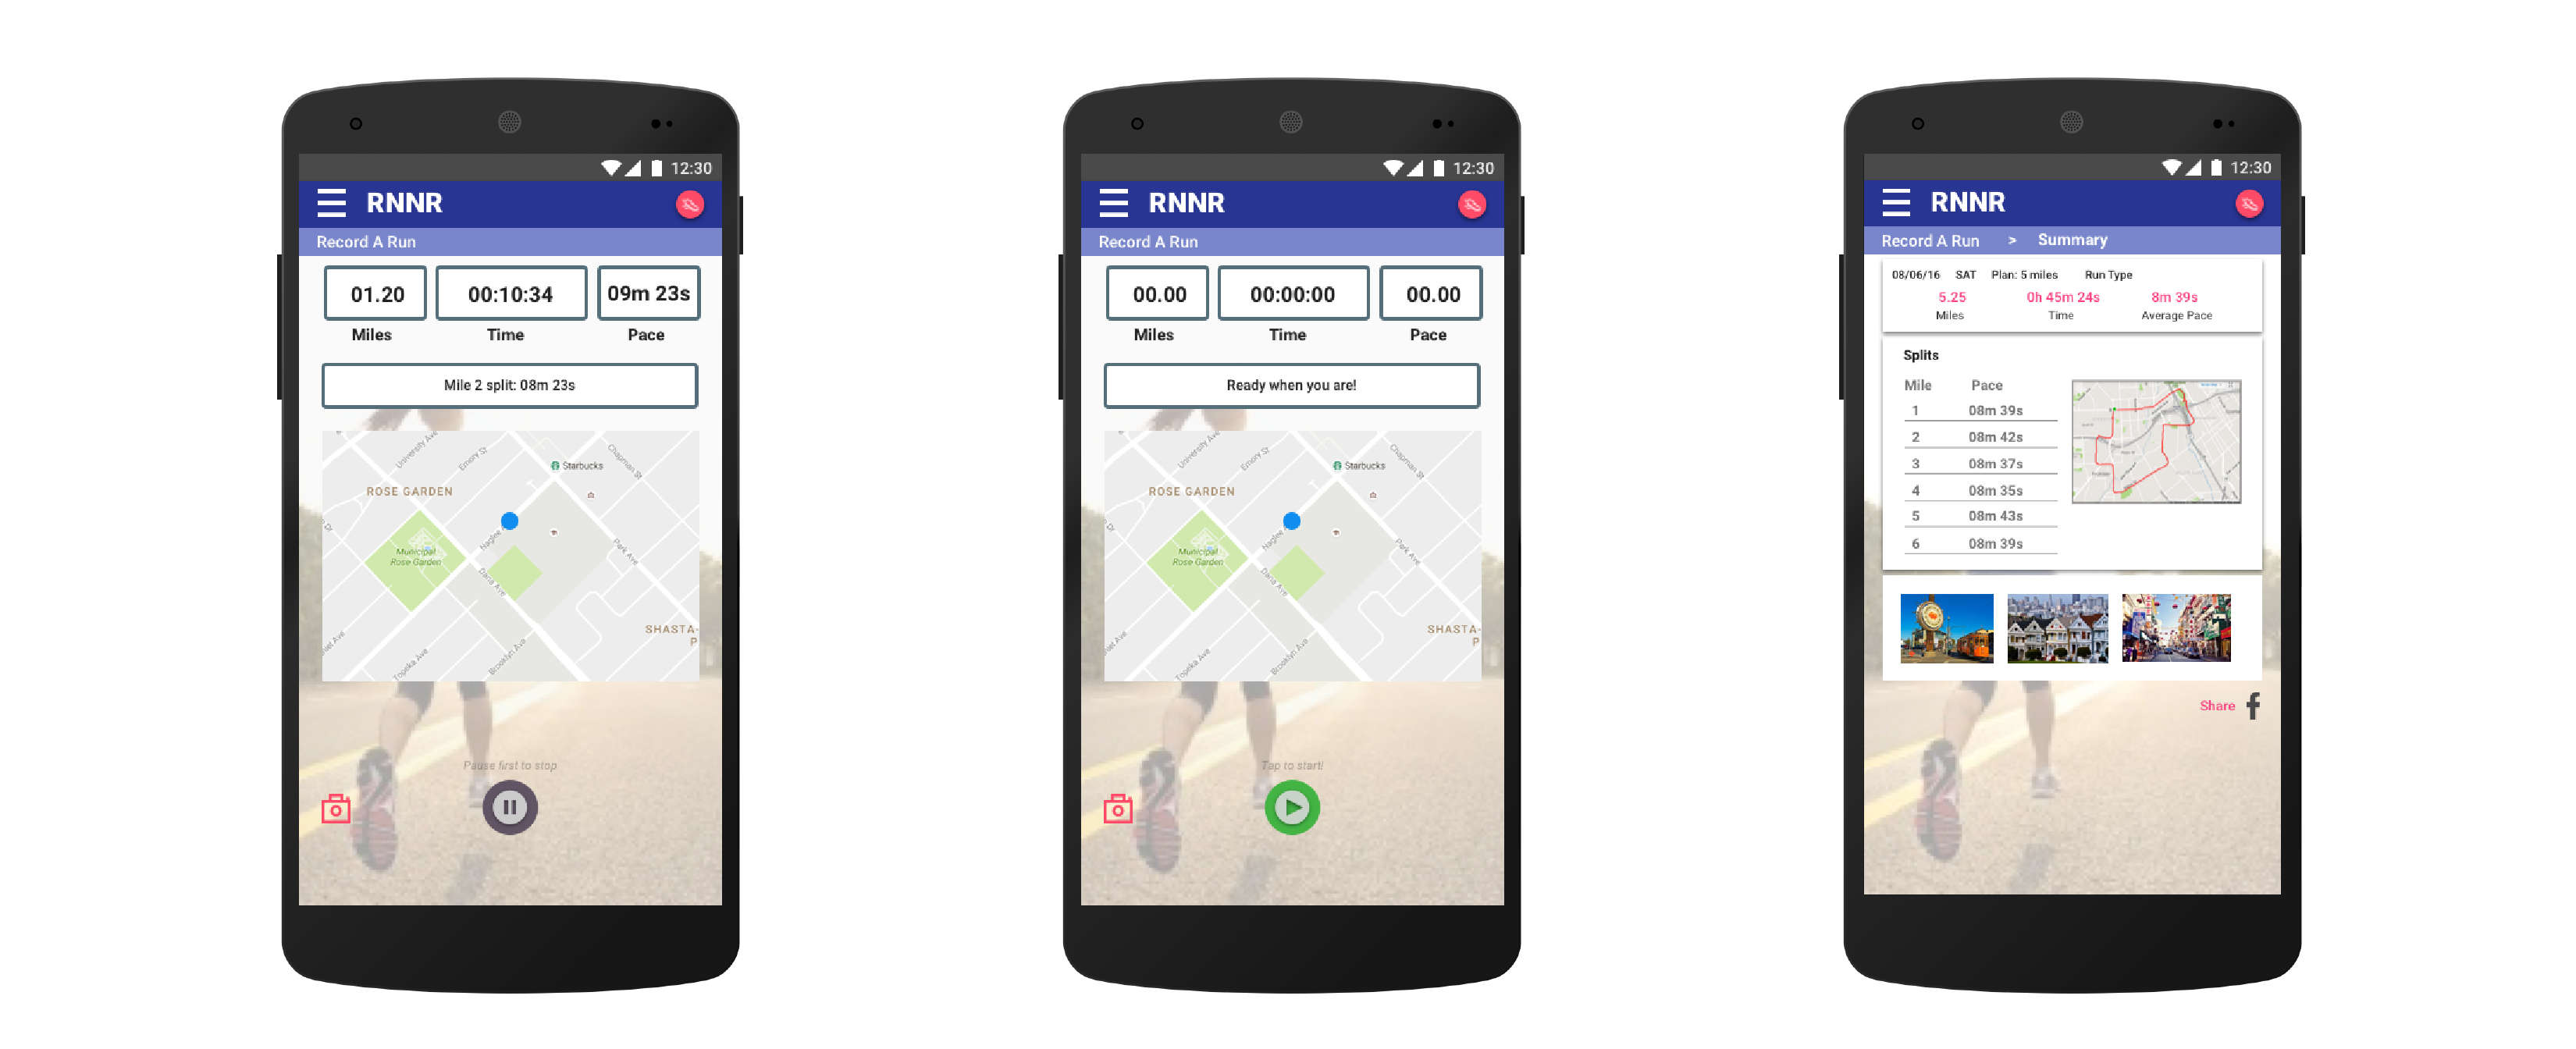 12:30
RNNR
Record A Run
01.20 00:10:34 09m 23s
Miles Time Pace
Mile 2 split: 08m 23s
University Ave
Emory St
Chapman St
Starbucks
ROSE GARDEN
Naglee
Municipal
Rose Garden
Park Ave
Dana Ave
SHASTA-
P
Topeka Ave
Brooklyn Ave
Pause first to stop
12:30
RNNR
Record A Run
00.00 00:00:00 00.00
Miles Time Pace
Ready when you are!
University Ave
Emory St
Chapman St
Starbucks
ROSE GARDEN
Naglee
Municipal
Rose Garden
Park Ave
Dana Ave
SHASTA-
P
Topeka Ave
Brooklyn Ave
Tap to start!
12:30
RNNR
Record A Run > Summary
08/06/16 SAT Plan: 5 miles Run Type
5.25 0h 45m 24s 8m 39s
Miles Time Average Pace
Splits
Mile Pace
1 08m 39s
2 08m 42s
3 08m 37s
4 08m 35s
5 08m 43s
6 08m 39s
Share f